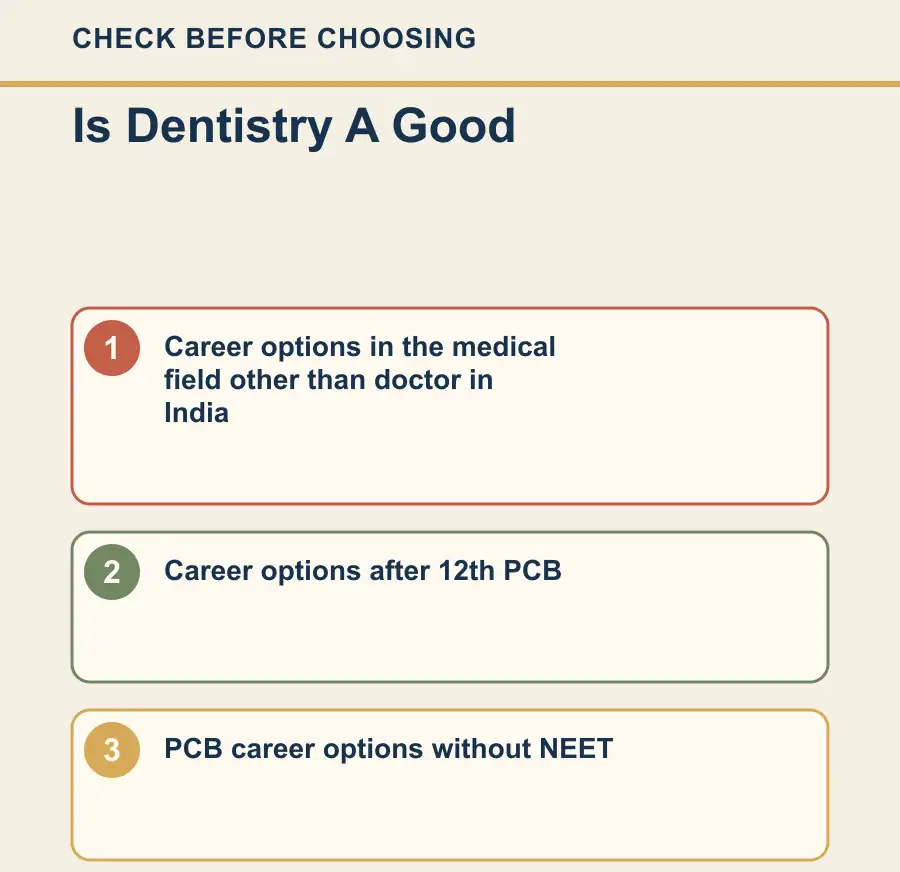 CHECK BEFORE CHOOSING
Is Dentistry A Good
1
Career options in the medical
field other than doctor in
India
2
Career options after 12th PCB
3
PCB career options without NEET